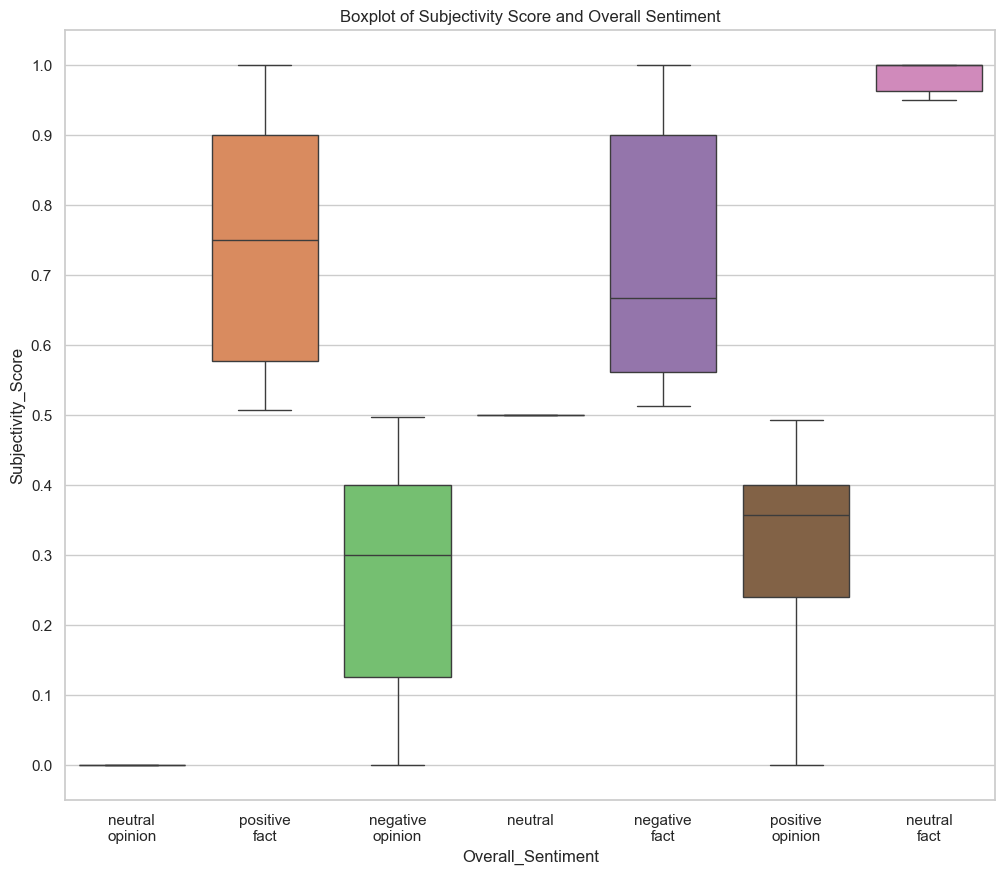 Boxplot of Subjectivity Score and Overall Sentiment
Subjectivity_Score
1.0
0.9
0.8
0.7
0.6
0.5
0.4
0.3
0.2
0.1
0.0
neutral
opinion
positive
fact
negative
opinion
neutral
negative
fact
positive
opinion
neutral
fact
Overall_Sentiment